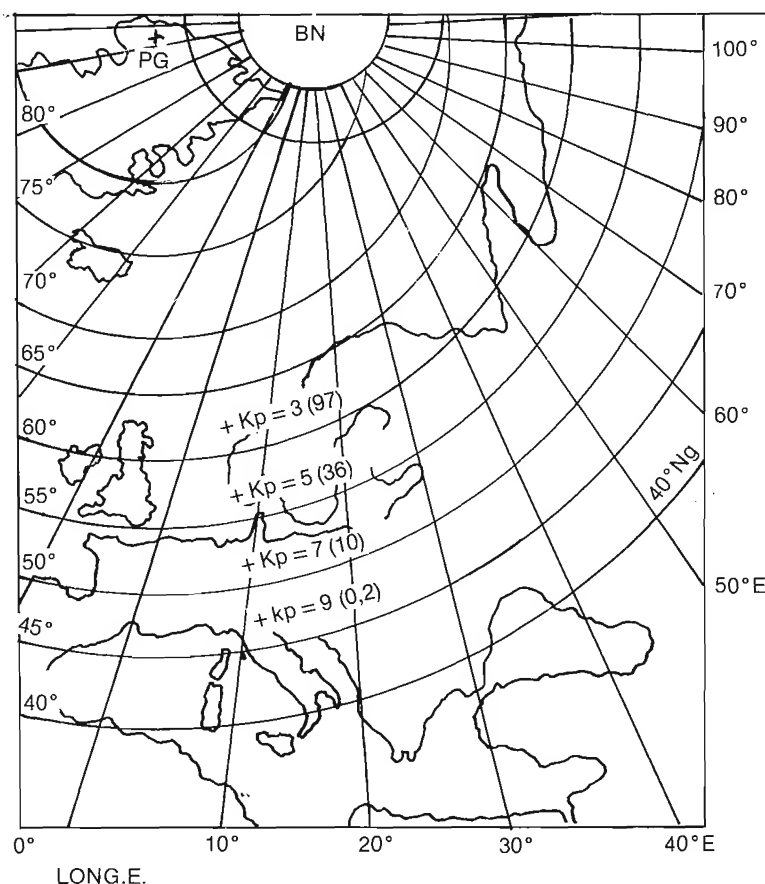 BN
PG
100°
80°
90°
75°
80°
70°
70°
65°
60°
60°
+ Kp = 3 (97)
40° Ng
+ Kp = 5 (36)
55°
50°
+ Kp = 7 (10)
50°E
+ kp = 9 (0,2)
45°
40°
0°
10°
20°
30°
40°E
LONG.E.